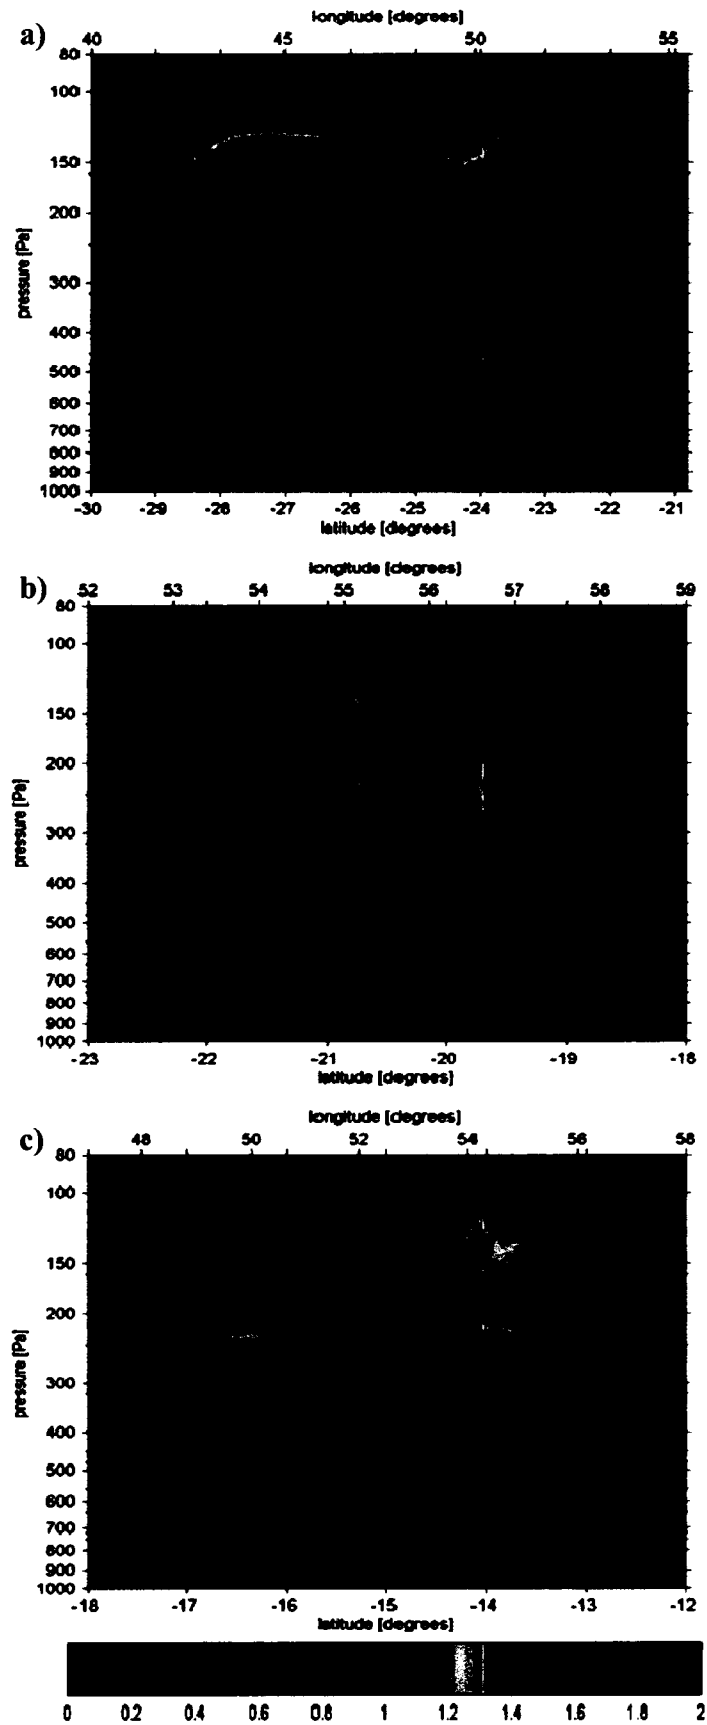 a)
longitude [degrees]
40 45 50 55
80
100
150
200
300
400
500
600
700
800
900
1000
pressure [Pa]
-30 -29 -28 -27 -26 -25 -24 -23 -22 -21
latitude [degrees]
b)
longitude [degrees]
52 53 54 55 56 57 58 59
80
100
150
200
300
400
500
600
700
800
900
1000
pressure [Pa]
-23 -22 -21 -20 -19 -18
latitude [degrees]
c)
longitude [degrees]
48 50 52 54 56 58
80
100
150
200
300
400
500
600
700
800
900
1000
pressure [Pa]
-18 -17 -16 -15 -14 -13 -12
latitude [degrees]
0 0.2 0.4 0.6 0.8 1 1.2 1.4 1.6 1.8 2